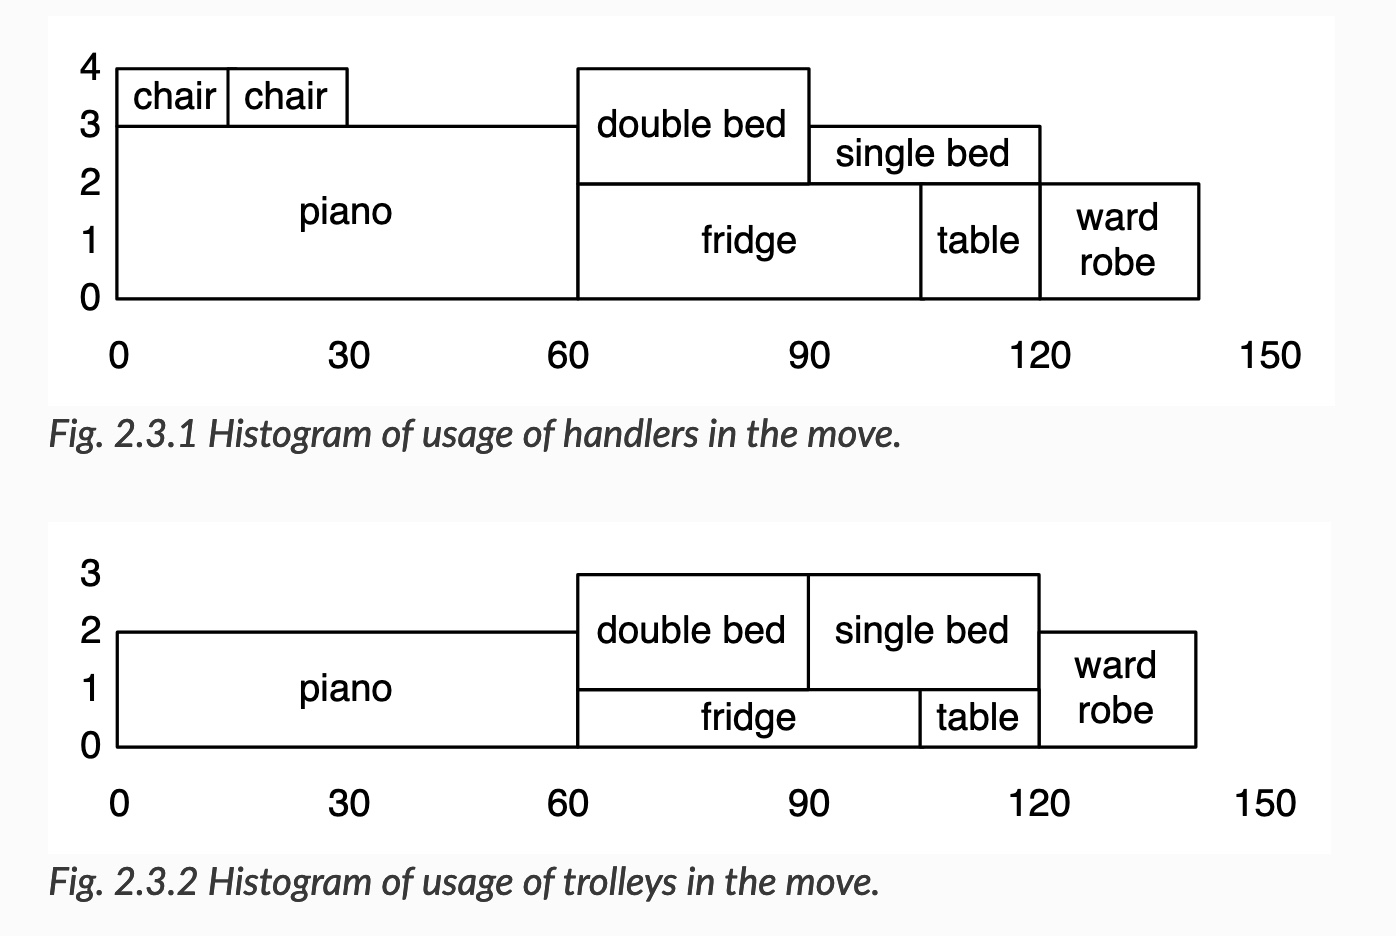 4
chair chair
3
double bed
single bed
2
piano
ward
robe
1
fridge
table
0
0 30 60 90 120 150
Fig. 2.3.1 Histogram of usage of handlers in the move.
3
2
double bed single bed
piano
ward
robe
1
fridge
table
0
0 30 60 90 120 150
Fig. 2.3.2 Histogram of usage of trolleys in the move.